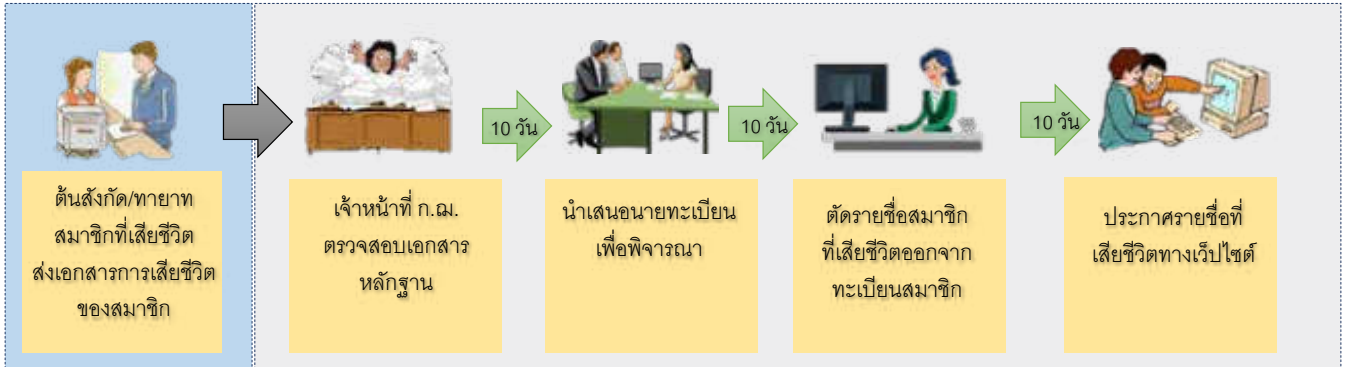 10 วัน
10 วัน
10 วัน
ต้นสังกัด/ทายาท
สมาชิกที่เสียชีวิต
ส่งเอกสารการเสียชีวิต
ของสมาชิก
เจ้าหน้าที่ ก.ฌ.
ตรวจสอบเอกสาร
หลักฐาน
นำเสนอนายทะเบียน
เพื่อพิจารณา
ตัดรายชื่อสมาชิก
ที่เสียชีวิตออกจาก
ทะเบียนสมาชิก
ประกาศรายชื่อที่
เสียชีวิตทางเว็บไซต์